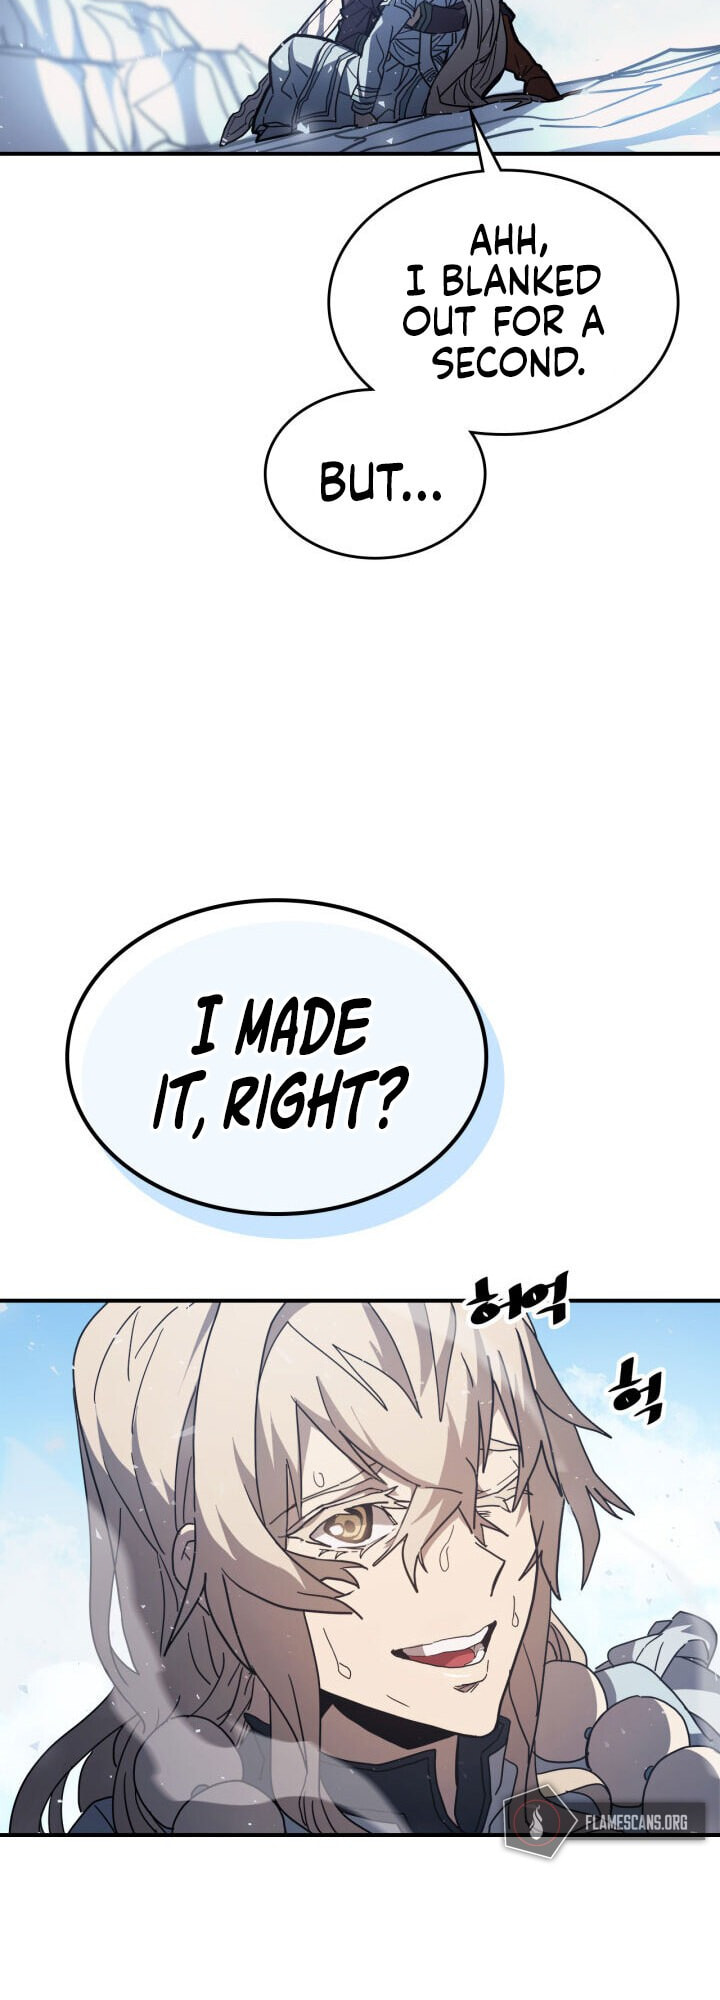 AHH,
I BLANKED
OUT FOR A
SECOND.
BUT...
I MADE
IT, RIGHT?
허억
헉
FLAMESCANS.ORG